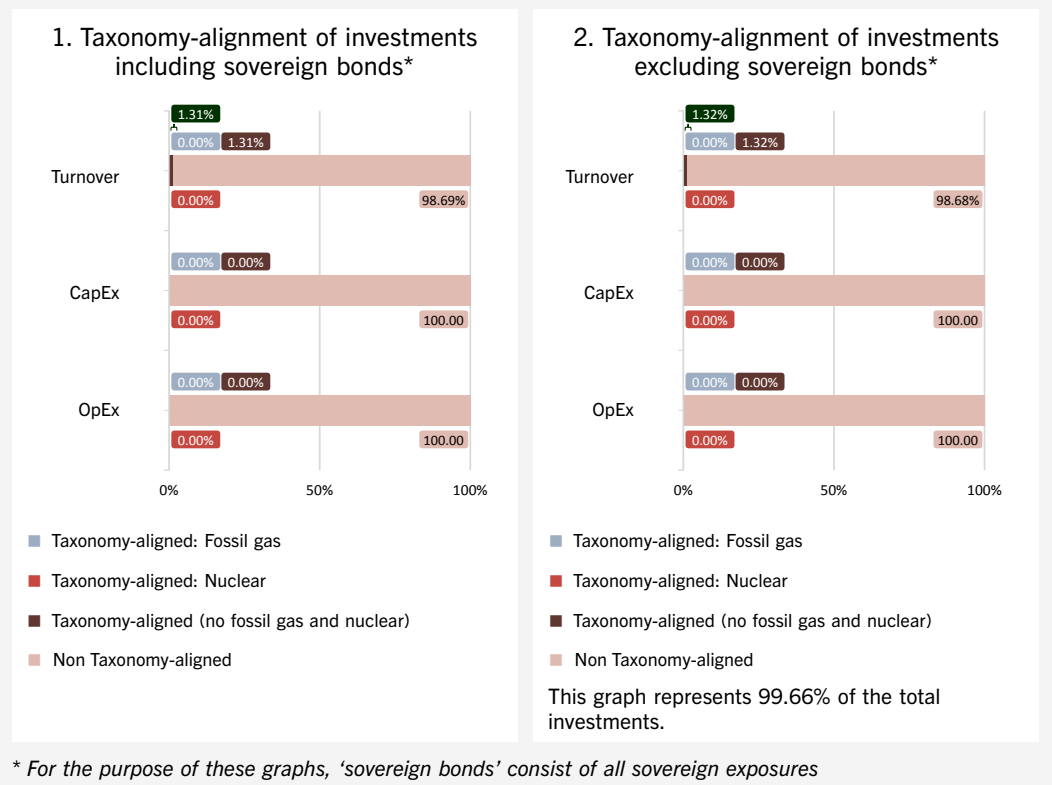 1. Taxonomy-alignment of investments
including sovereign bonds*
1.31%
0.00% 1.31%
Turnover
0.00% 98.69%
0.00% 0.00%
CapEx
0.00% 100.00
0.00% 0.00%
OpEx
0.00% 100.00
0% 50% 100%
Taxonomy-aligned: Fossil gas
Taxonomy-aligned: Nuclear
Taxonomy-aligned (no fossil gas and nuclear)
Non Taxonomy-aligned
2. Taxonomy-alignment of investments
excluding sovereign bonds*
1.32%
0.00% 1.32%
Turnover
0.00% 98.68%
0.00% 0.00%
CapEx
0.00% 100.00
0.00% 0.00%
OpEx
0.00% 100.00
0% 50% 100%
Taxonomy-aligned: Fossil gas
Taxonomy-aligned: Nuclear
Taxonomy-aligned (no fossil gas and nuclear)
Non Taxonomy-aligned
This graph represents 99.66% of the total
investments.
* For the purpose of these graphs, ‘sovereign bonds’ consist of all sovereign exposures